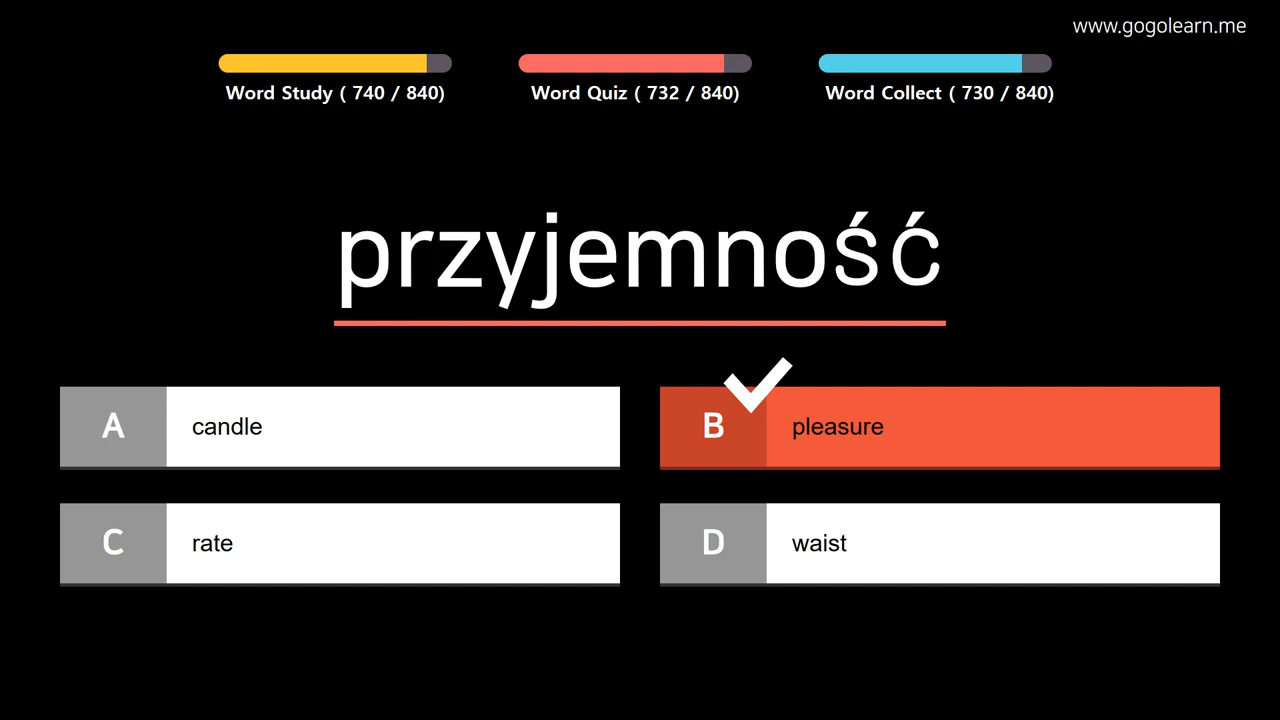 www.gogolearn.me
Word Study ( 740 / 840)
Word Quiz ( 732 / 840)
Word Collect ( 730 / 840)
przyjemność
A candle
B pleasure
C rate
D waist